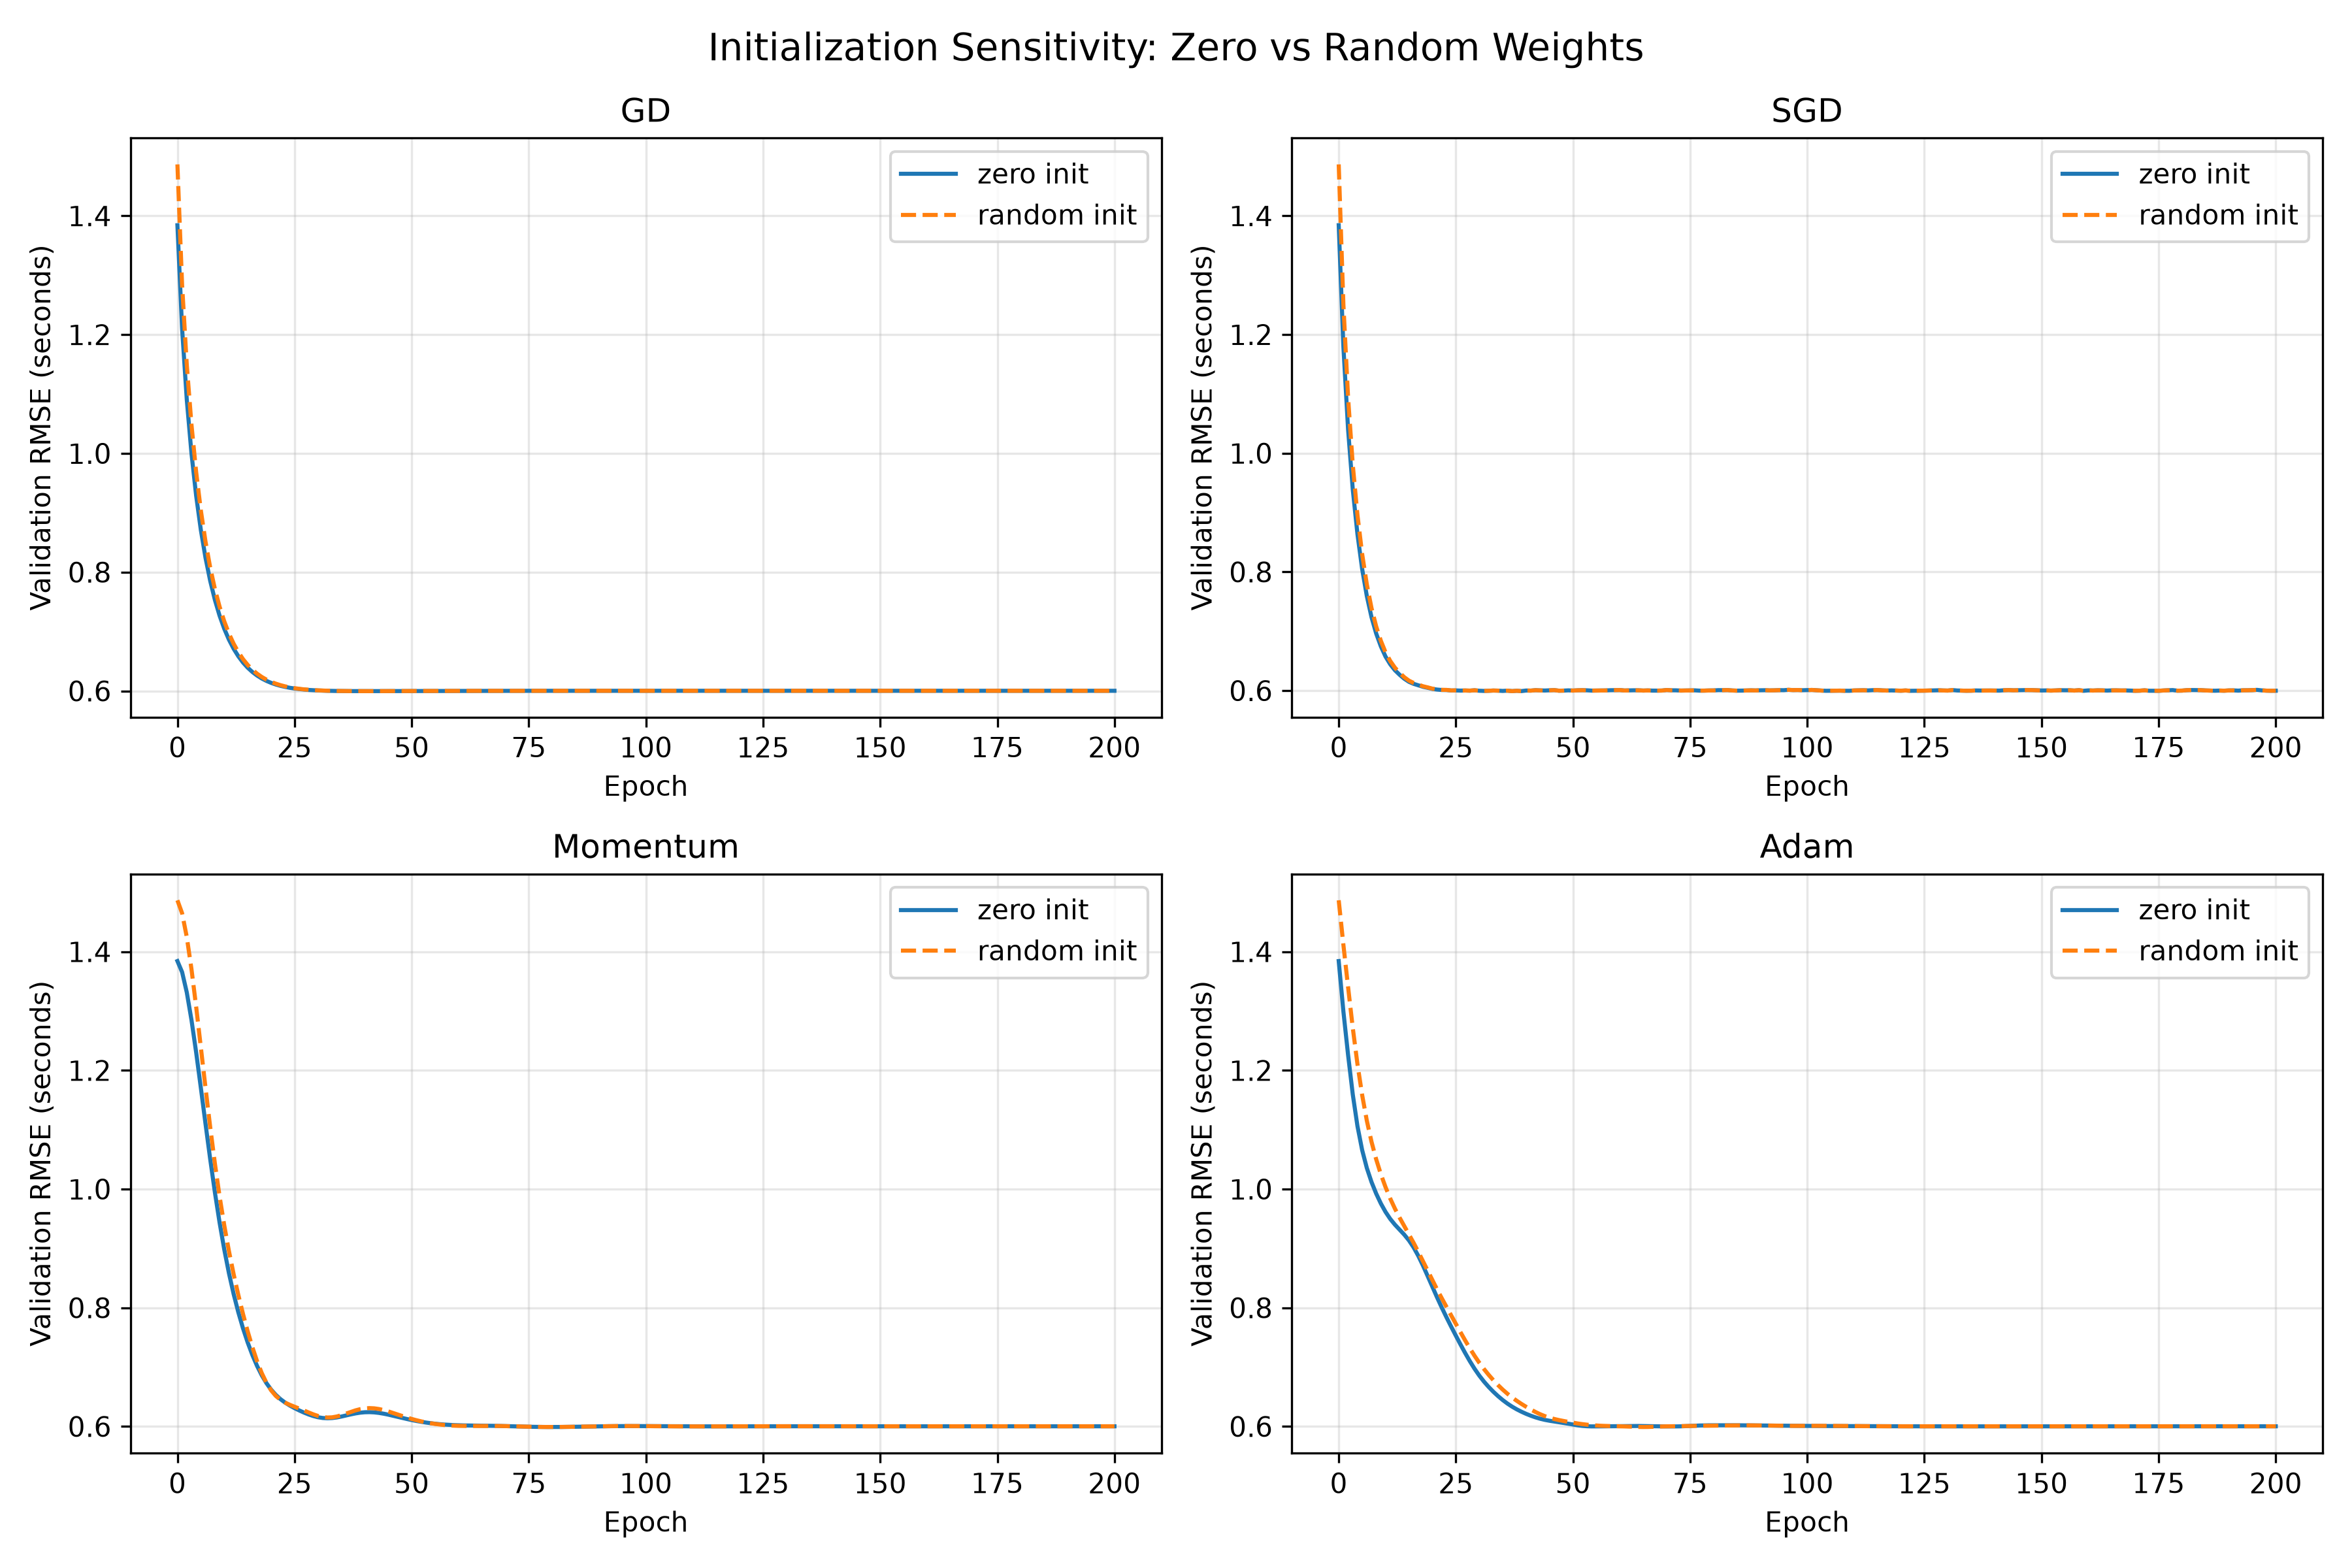 Initialization Sensitivity: Zero vs Random Weights
GD
zero init
random init
1.4
1.2
1.0
0.8
0.6
Validation RMSE (seconds)
0 25 50 75 100 125 150 175 200
Epoch
SGD
zero init
random init
1.4
1.2
1.0
0.8
0.6
Validation RMSE (seconds)
0 25 50 75 100 125 150 175 200
Epoch
Momentum
zero init
random init
1.4
1.2
1.0
0.8
0.6
Validation RMSE (seconds)
0 25 50 75 100 125 150 175 200
Epoch
Adam
zero init
random init
1.4
1.2
1.0
0.8
0.6
Validation RMSE (seconds)
0 25 50 75 100 125 150 175 200
Epoch